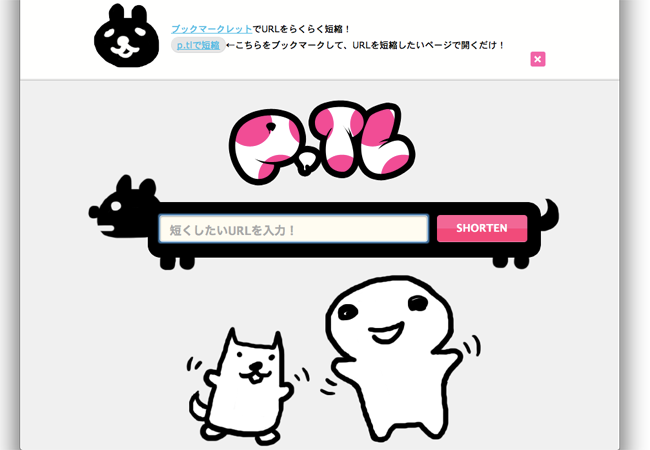 ブックマークレットでURLをらくらく短縮！
p.tlで短縮 ←こちらをブックマークして、URLを短縮したいページで開くだけ！
P.TL
短くしたいURLを入力！
SHORTEN